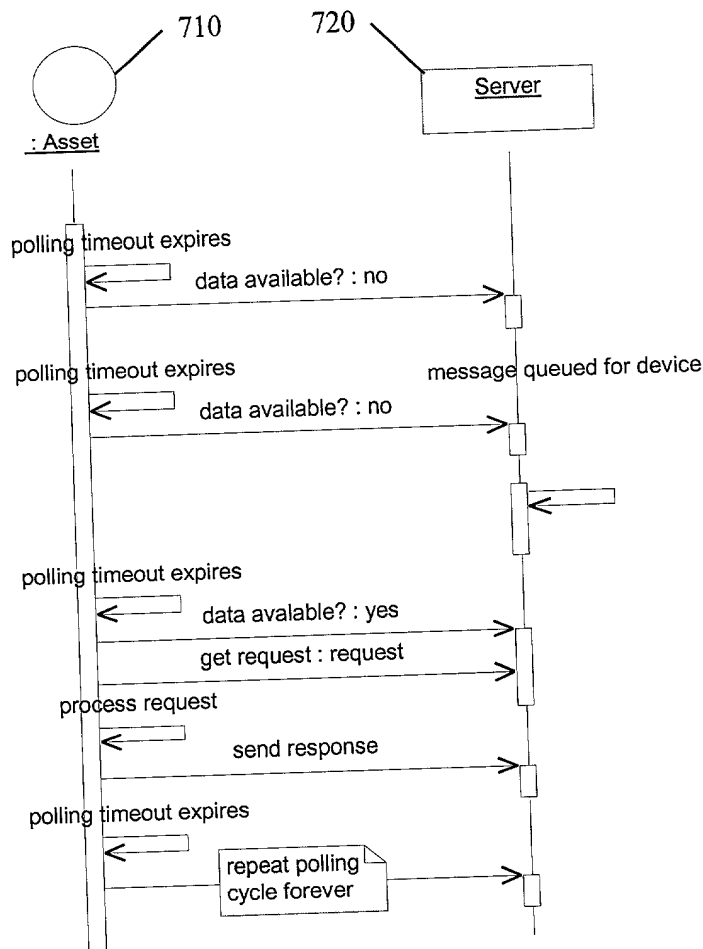 710
720
Server
: Asset
polling timeout expires
data available? : no
polling timeout expires
message queued for device
data available? : no
polling timeout expires
data avalable? : yes
get request : request
process request
send response
polling timeout expires
repeat polling
cycle forever